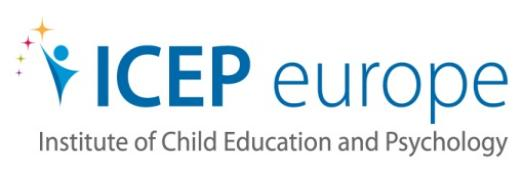 ICEP europe
Institute of Child Education and Psychology